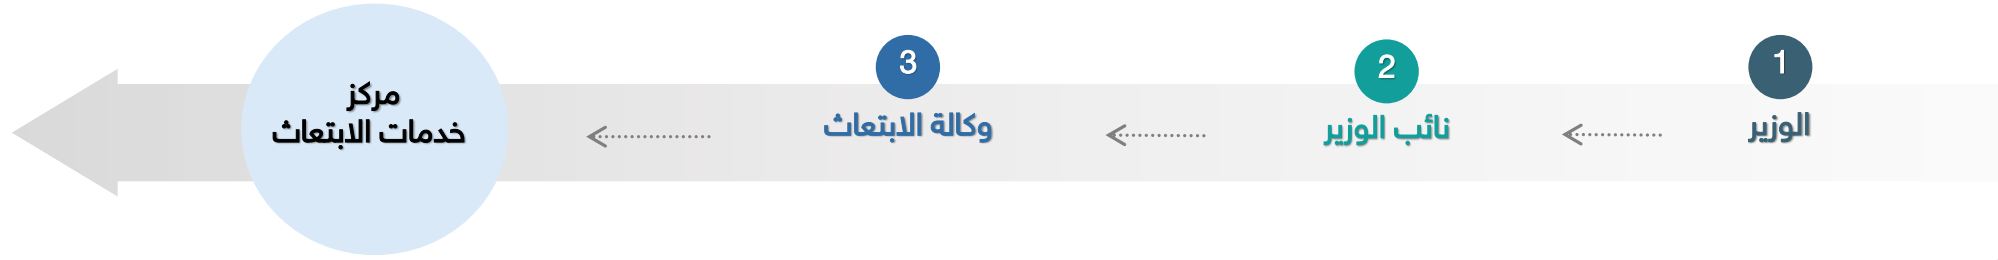 1
الوزير
2
نائب الوزير
3
وكالة الابتعاث
مركز
خدمات الابتعاث